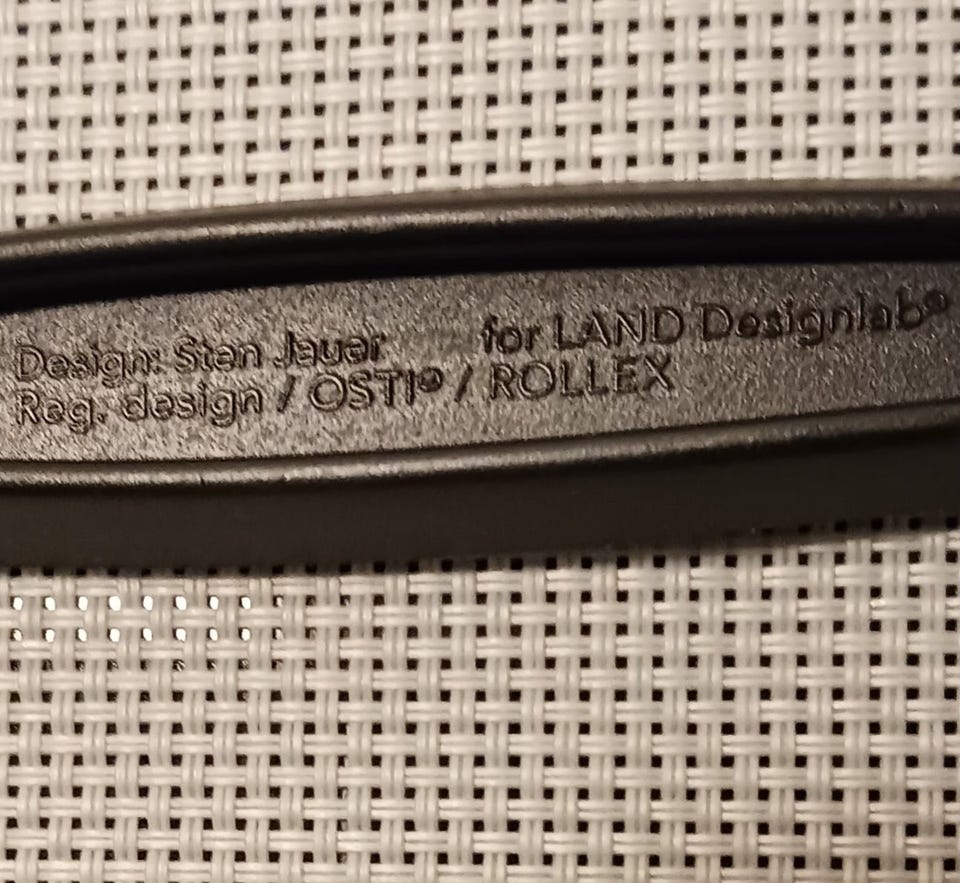 Design: Sten Jauer for LAND Designlab®
Reg. design / OSTI® / ROLLEX